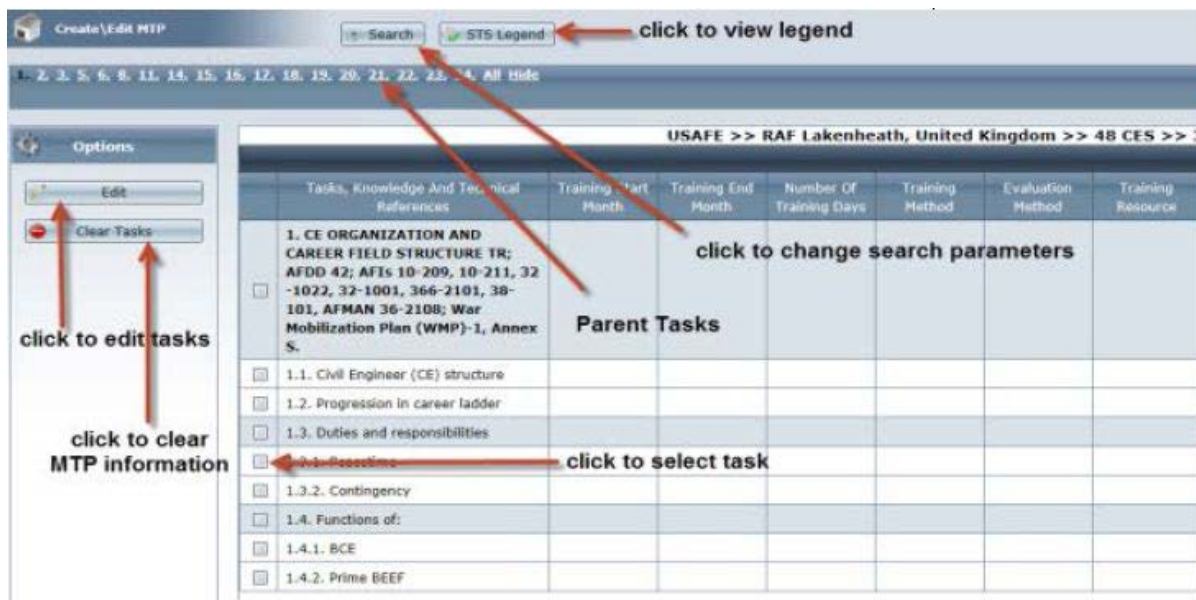 Create\Edit MTP
Search
STS Legend
click to view legend
1. 2. 3. 5. 6. 8. 11. 14. 15. 16. 17. 18. 19. 20. 21. 22. 23. 24. All Hide
Options
USAFE >> RAF Lakenheath, United Kingdom >> 48 CES >>
Edit
Clear Tasks
Tasks, Knowledge And Technical
References
Training Start
Month
Training End
Month
Number Of
Training Days
Training
Method
Evaluation
Method
Training
Resource
1. CE ORGANIZATION AND
CAREER FIELD STRUCTURE TR;
AFDD 42; AFIs 10-209, 10-211, 32
-1022, 32-1001, 366-2101, 38-
101, AFMAN 36-2108; War
Mobilization Plan (WMP)-1, Annex
S.
click to change search parameters
Parent Tasks
click to edit tasks
1.1. Civil Engineer (CE) structure
1.2. Progression in career ladder
1.3. Duties and responsibilities
click to clear
MTP information
1.3.1. Peacetime
click to select task
1.3.2. Contingency
1.4. Functions of:
1.4.1. BCE
1.4.2. Prime BEEF